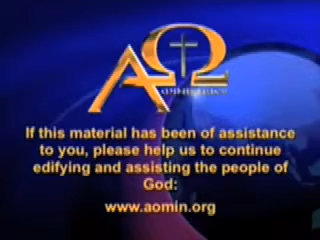 ΑΩ
If this material has been of assistance
to you, please help us to continue
edifying and assisting the people of
God:
www.aomin.org